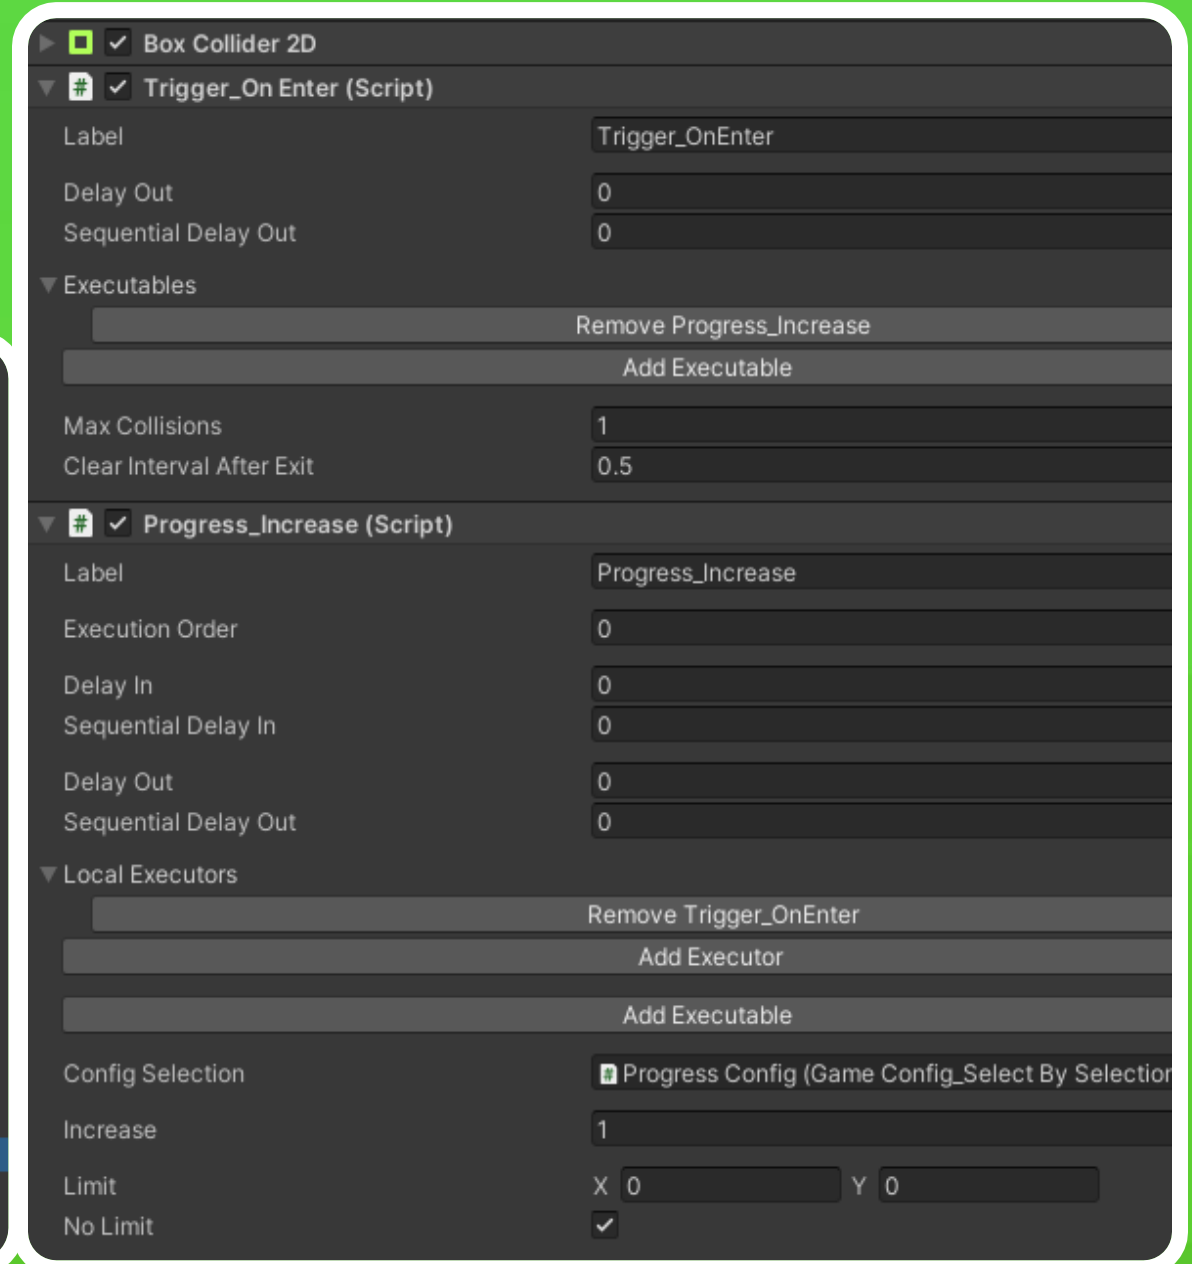 Box Collider 2D
# Trigger_On Enter (Script)
Label Trigger_OnEnter
Delay Out 0
Sequential Delay Out 0
Executables
Remove Progress_Increase
Add Executable
Max Collisions 1
Clear Interval After Exit 0.5
# Progress_Increase (Script)
Label Progress_Increase
Execution Order 0
Delay In 0
Sequential Delay In 0
Delay Out 0
Sequential Delay Out 0
Local Executors
Remove Trigger_OnEnter
Add Executor
Add Executable
Config Selection # Progress Config (Game Config_Select By Selection
Increase 1
Limit X 0 Y 0
No Limit